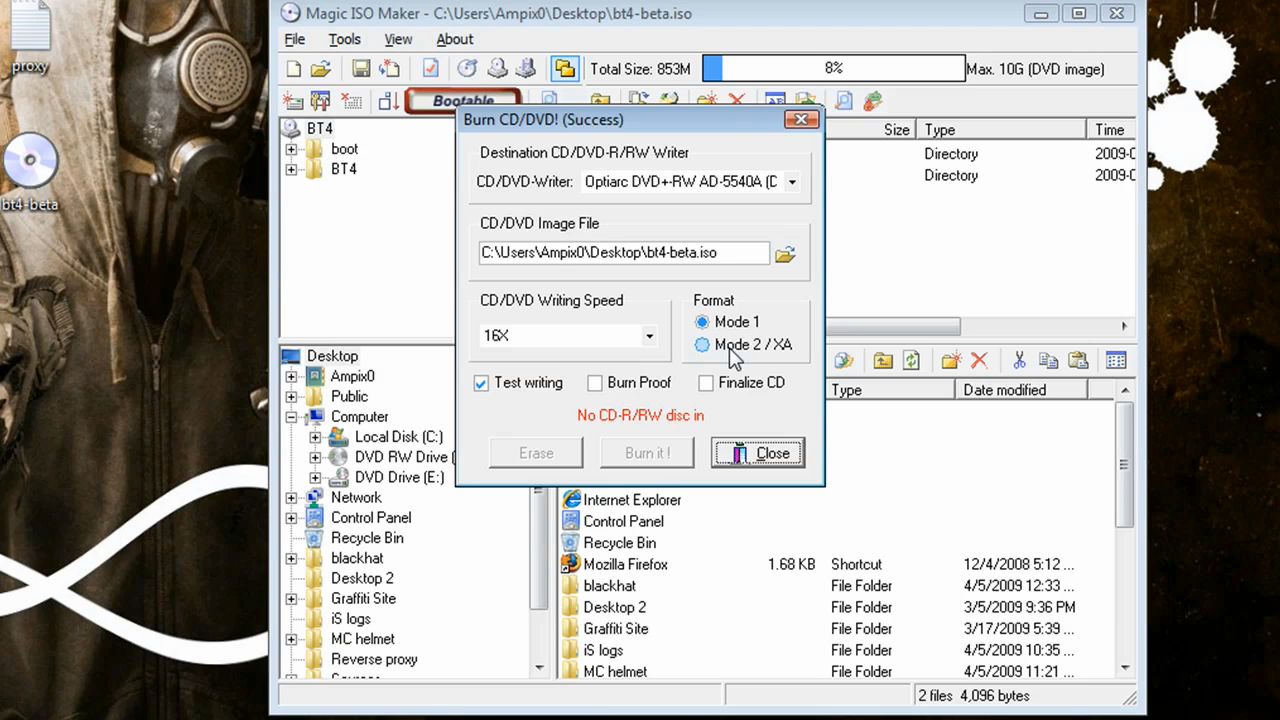 proxy
bt4-beta
Magic ISO Maker - C:\Users\Ampix0\Desktop\bt4-beta.iso
File Tools View About
Total Size: 853M 8% Max. 10G (DVD image)
Bootable
BT4
boot
BT4
Size Type Time
Directory 2009-0
Directory 2009-0
Burn CD/DVD! (Success)
Destination CD/DVD-R/RW Writer
CD/DVD-Writer: Optiarc DVD+-RW AD-5540A (D
CD/DVD Image File
C:\Users\Ampix0\Desktop\bt4-beta.iso
CD/DVD Writing Speed
16X
Format
Mode 1
Mode 2 / XA
Test writing Burn Proof Finalize CD
No CD-R/RW disc in
Erase Burn it ! Close
Desktop
Ampix0
Public
Computer
Local Disk (C:)
DVD RW Drive (
DVD Drive (E:)
Network
Control Panel
Recycle Bin
blackhat
Desktop 2
Graffiti Site
iS logs
MC helmet
Reverse proxy
Type Date modified
Internet Explorer
Control Panel
Recycle Bin
Mozilla Firefox 1.68 KB Shortcut 12/4/2008 5:12 ...
blackhat File Folder 4/5/2009 12:33 ...
Desktop 2 File Folder 3/5/2009 9:36 PM
Graffiti Site File Folder 3/17/2009 5:39 ...
iS logs File Folder 4/5/2009 10:35 ...
MC helmet File Folder 4/5/2009 11:21 ...
2 files 4,096 bytes